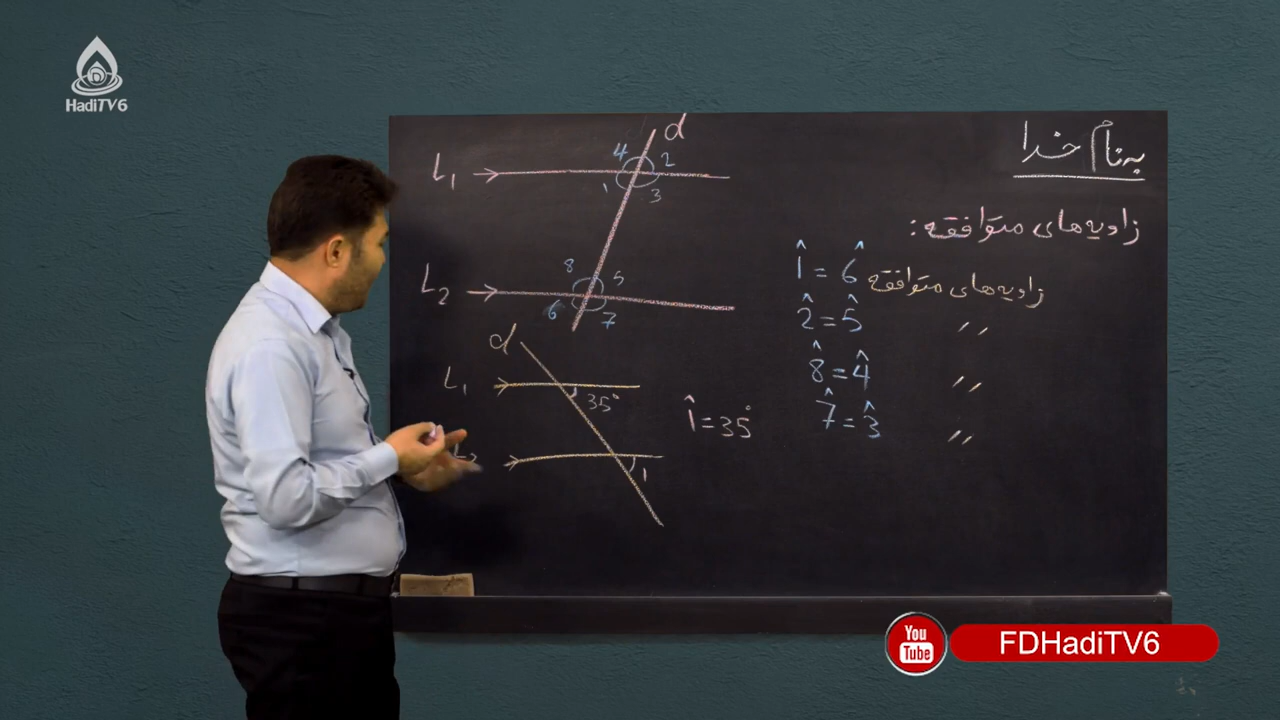 HadiTV6
به نام خدا
زاویه‌های متوافقه:
1̂ = 6̂ زاویه‌های متوافقه
2̂ = 5̂ 〃
8̂ = 4̂ 〃
7̂ = 3̂ 〃
d
L₁
4 2
1 3
L₂
8 5
6 7
d
L₁
35°
1
1̂ = 35°
You
Tube
FDHadiTV6